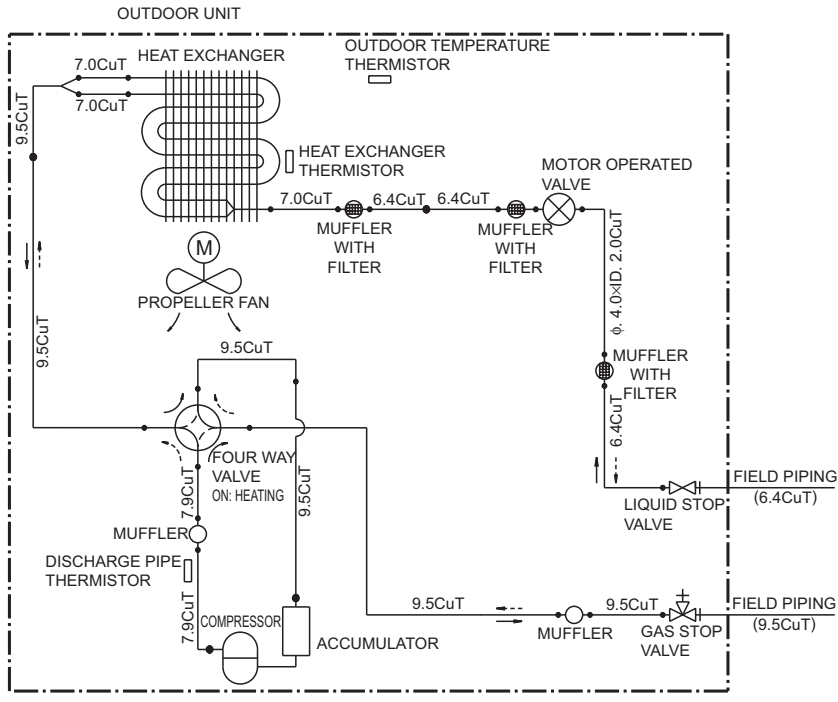 OUTDOOR UNIT
7.0CuT
HEAT EXCHANGER
OUTDOOR TEMPERATURE
THERMISTOR
7.0CuT
9.5CuT
HEAT EXCHANGER
THERMISTOR
MOTOR OPERATED
VALVE
7.0CuT
6.4CuT
6.4CuT
MUFFLER
WITH
FILTER
MUFFLER
WITH
FILTER
M
PROPELLER FAN
φ. 4.0×ID. 2.0CuT
9.5CuT
9.5CuT
MUFFLER
WITH
FILTER
6.4CuT
FOUR WAY
VALVE
ON: HEATING
7.9CuT
9.5CuT
FIELD PIPING
(6.4CuT)
LIQUID STOP
VALVE
MUFFLER
DISCHARGE PIPE
THERMISTOR
7.9CuT
COMPRESSOR
ACCUMULATOR
9.5CuT
MUFFLER
9.5CuT
GAS STOP
VALVE
FIELD PIPING
(9.5CuT)